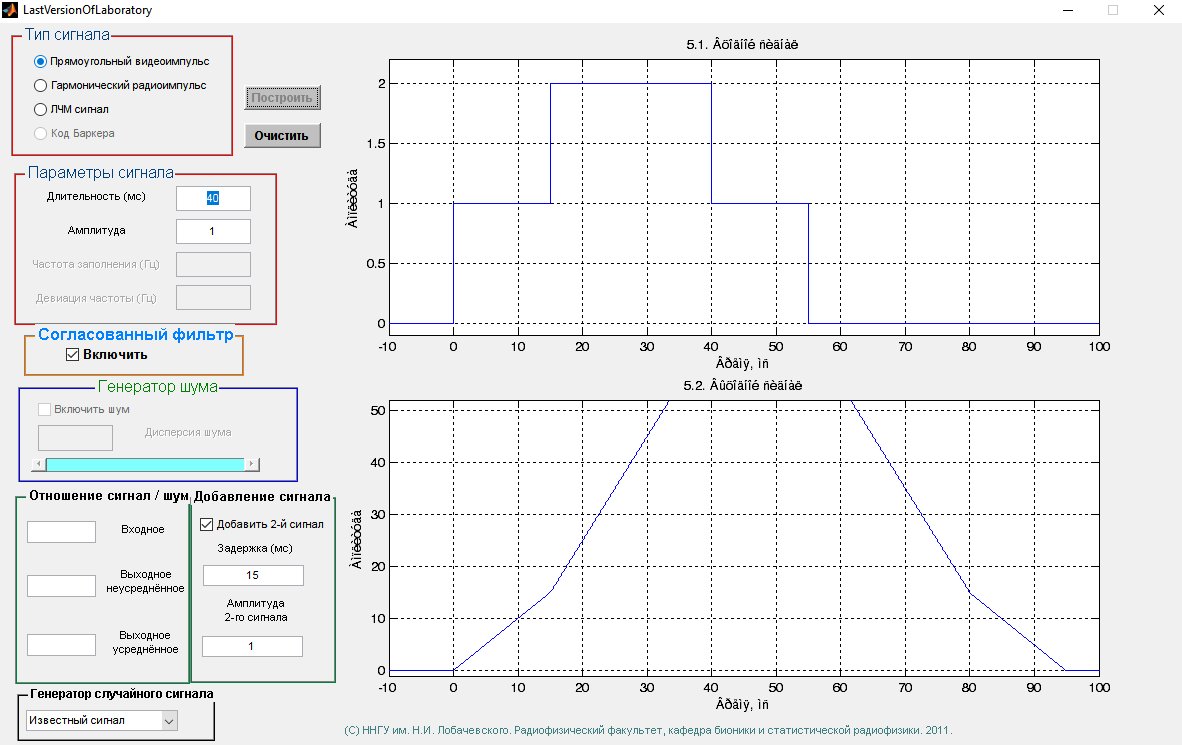 LastVersionOfLaboratory
Тип сигнала
Прямоугольный видеоимпульс
Гармонический радиоимпульс
ЛЧМ сигнал
Код Баркера
Построить
Очистить
Параметры сигнала
Длительность (мс)
40
Амплитуда
1
Частота заполнения (Гц)
Девиация частоты (Гц)
Согласованный фильтр
Включить
Генератор шума
Включить шум
Дисперсия шума
Отношение сигнал / шум
Входное
Выходное
неусреднённое
Выходное
усреднённое
Добавление сигнала
Добавить 2-й сигнал
Задержка (мс)
15
Амплитуда
2-го сигнала
1
Генератор случайного сигнала
Известный сигнал
5.1. Âõîäíîé ñèãíàë
Àìïëèòóäà
2
1.5
1
0.5
0
-10 0 10 20 30 40 50 60 70 80 90 100
Âðåìÿ, ìñ
5.2. Âûõîäíîé ñèãíàë
Àìïëèòóäà
50
40
30
20
10
0
-10 0 10 20 30 40 50 60 70 80 90 100
Âðåìÿ, ìñ
(С) ННГУ им. Н.И. Лобачевского. Радиофизический факультет, кафедра бионики и статистической радиофизики. 2011.